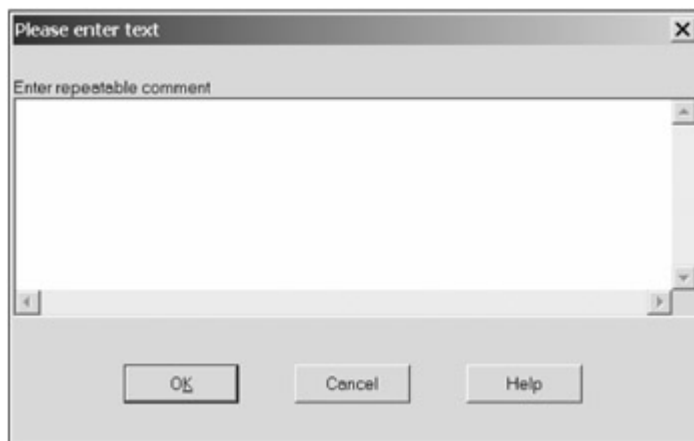 Please enter text
Enter repeatable comment
OK
Cancel
Help